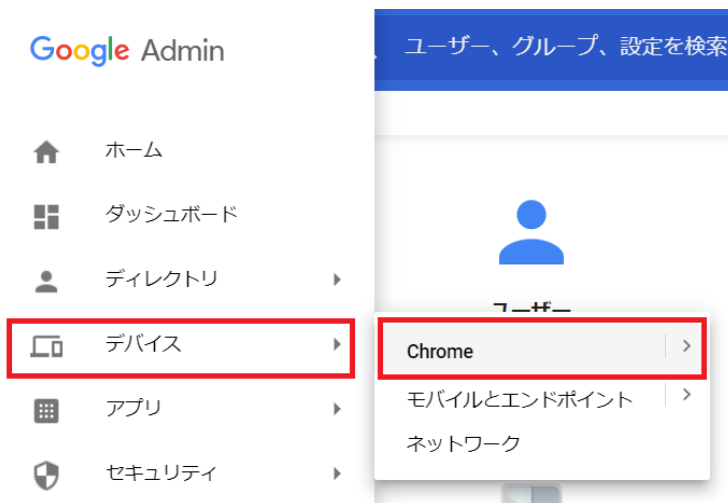 Google Admin
ユーザー、グループ、設定を検索
ホーム
ダッシュボード
ディレクトリ
デバイス
アプリ
セキュリティ
ユーザー
Chrome
モバイルとエンドポイント
ネットワーク